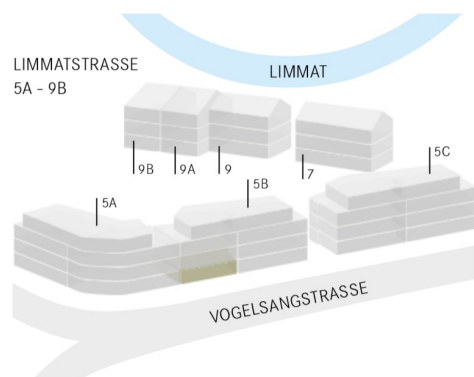 LIMMATSTRASSE
5A – 9B
LIMMAT
9B
9A
9
7
5C
5A
5B
VOGELSANGSTRASSE